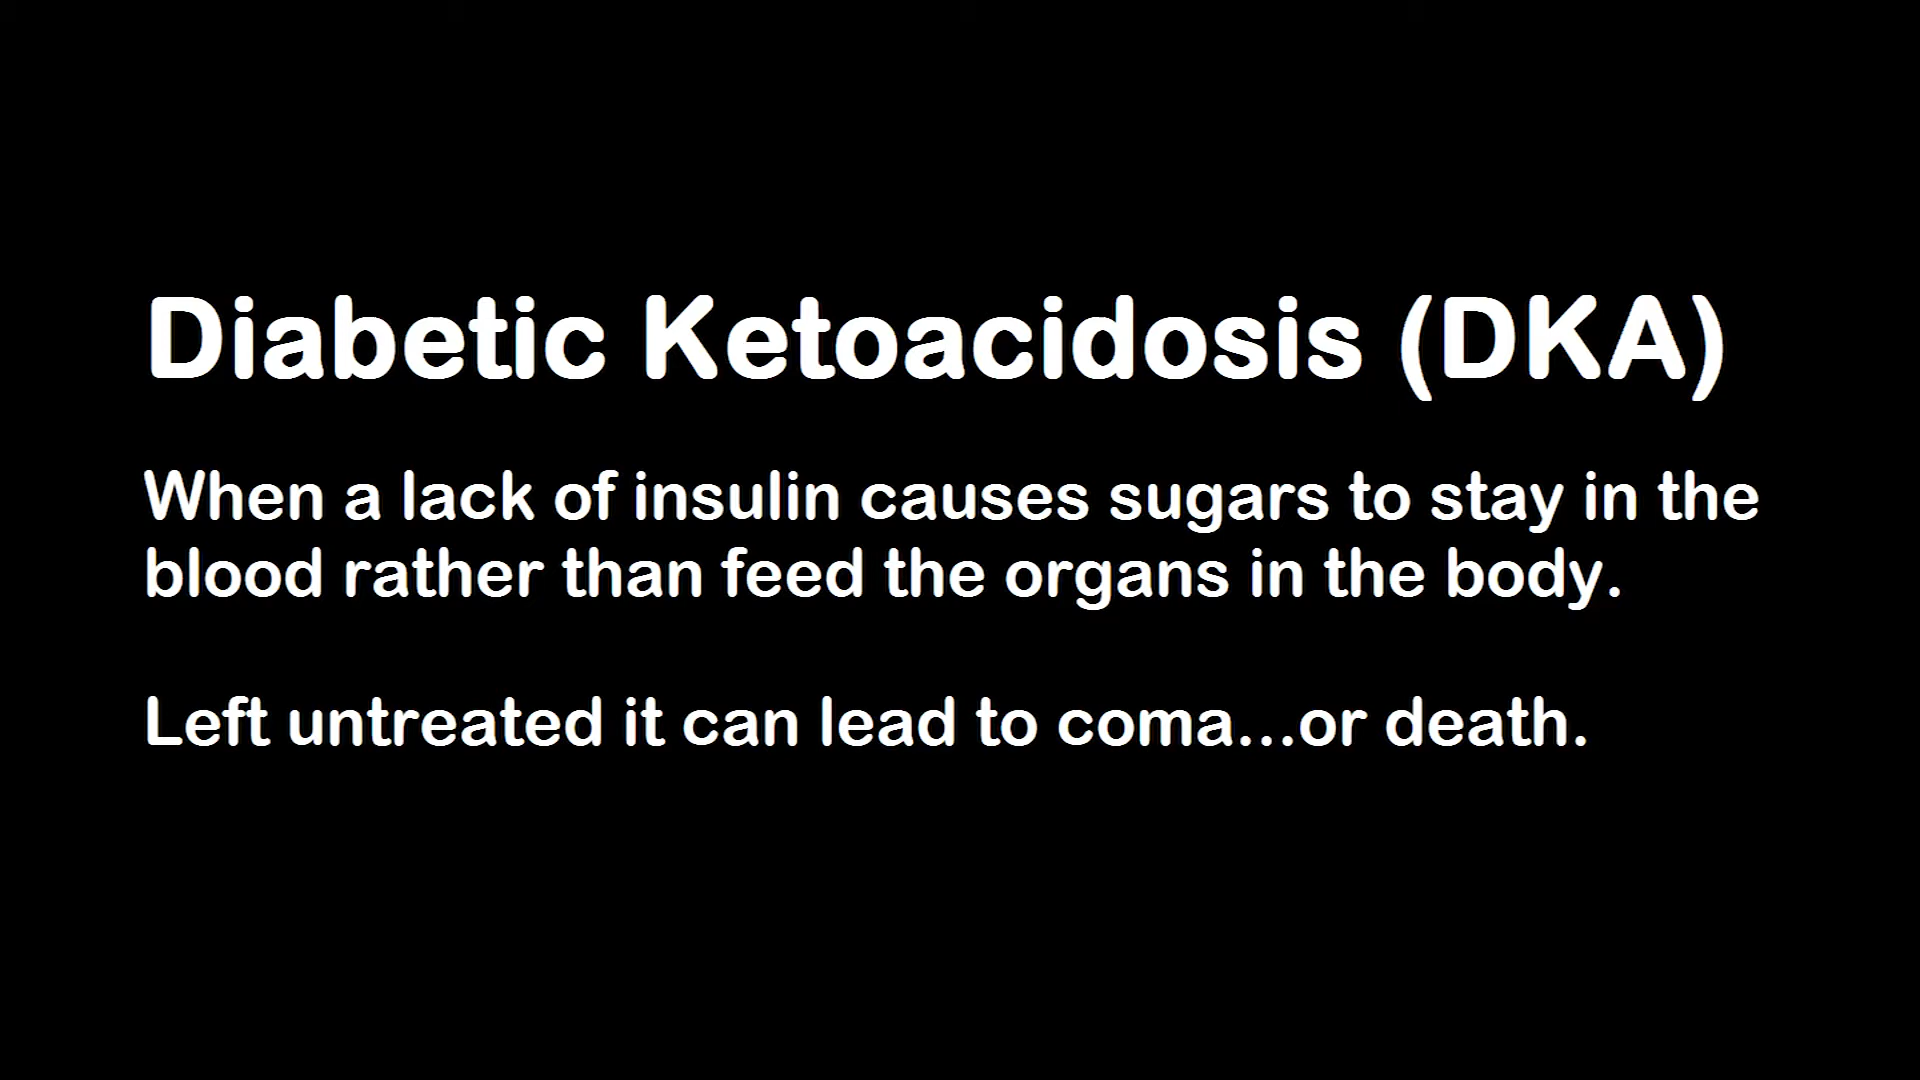 Diabetic Ketoacidosis (DKA)
When a lack of insulin causes sugars to stay in the
blood rather than feed the organs in the body.
Left untreated it can lead to coma...or death.